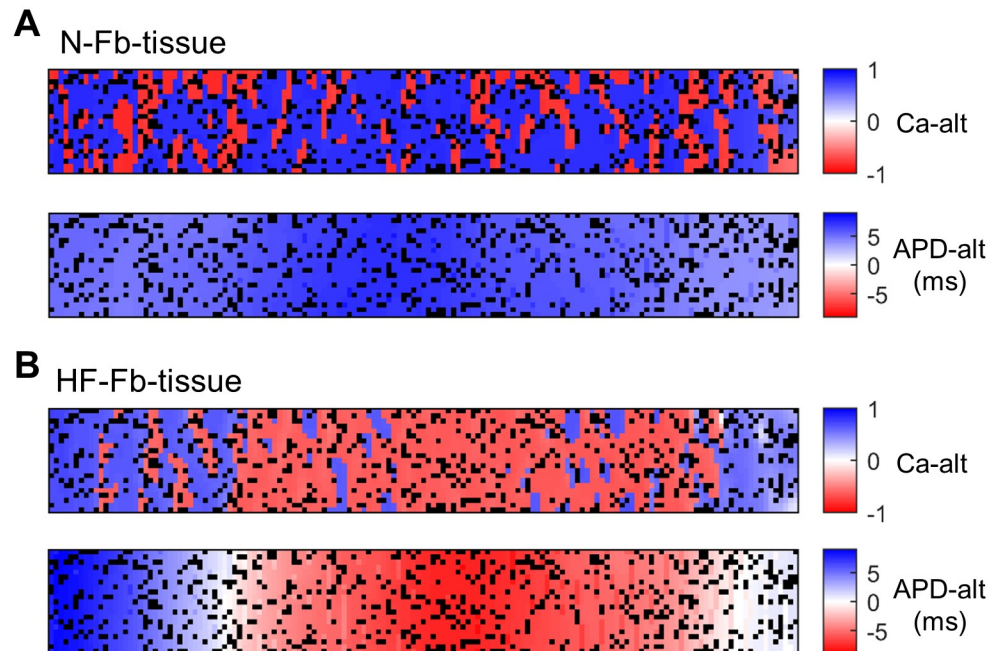 A
N-Fb-tissue
1
0
-1
Ca-alt
5
0
-5
APD-alt
(ms)
B
HF-Fb-tissue
1
0
-1
Ca-alt
5
0
-5
APD-alt
(ms)